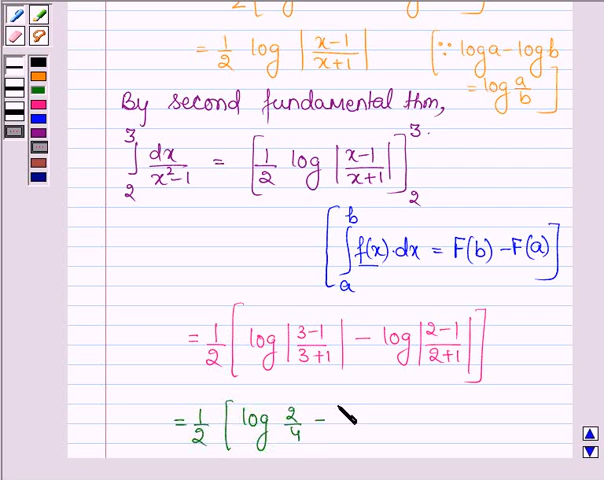 = 1/2 log |x-1/x+1| [∵ log a - log b
= log a/b]
By second fundamental thm,
∫₂³ dx/x²-1 = [1/2 log |x-1/x+1|]₂³.
[∫ₐᵇ f(x)·dx = F(b) - F(a)]
= 1/2 [log |3-1/3+1| - log |2-1/2+1|]
= 1/2 [log 2/4 -